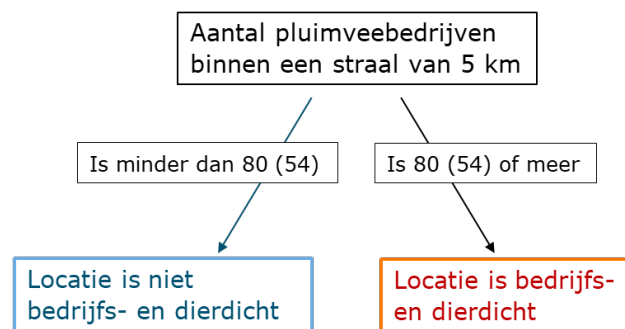 Aantal pluimveebedrijven
binnen een straal van 5 km
Is minder dan 80 (54)
Is 80 (54) of meer
Locatie is niet
bedrijfs- en dierdicht
Locatie is bedrijfs-
en dierdicht